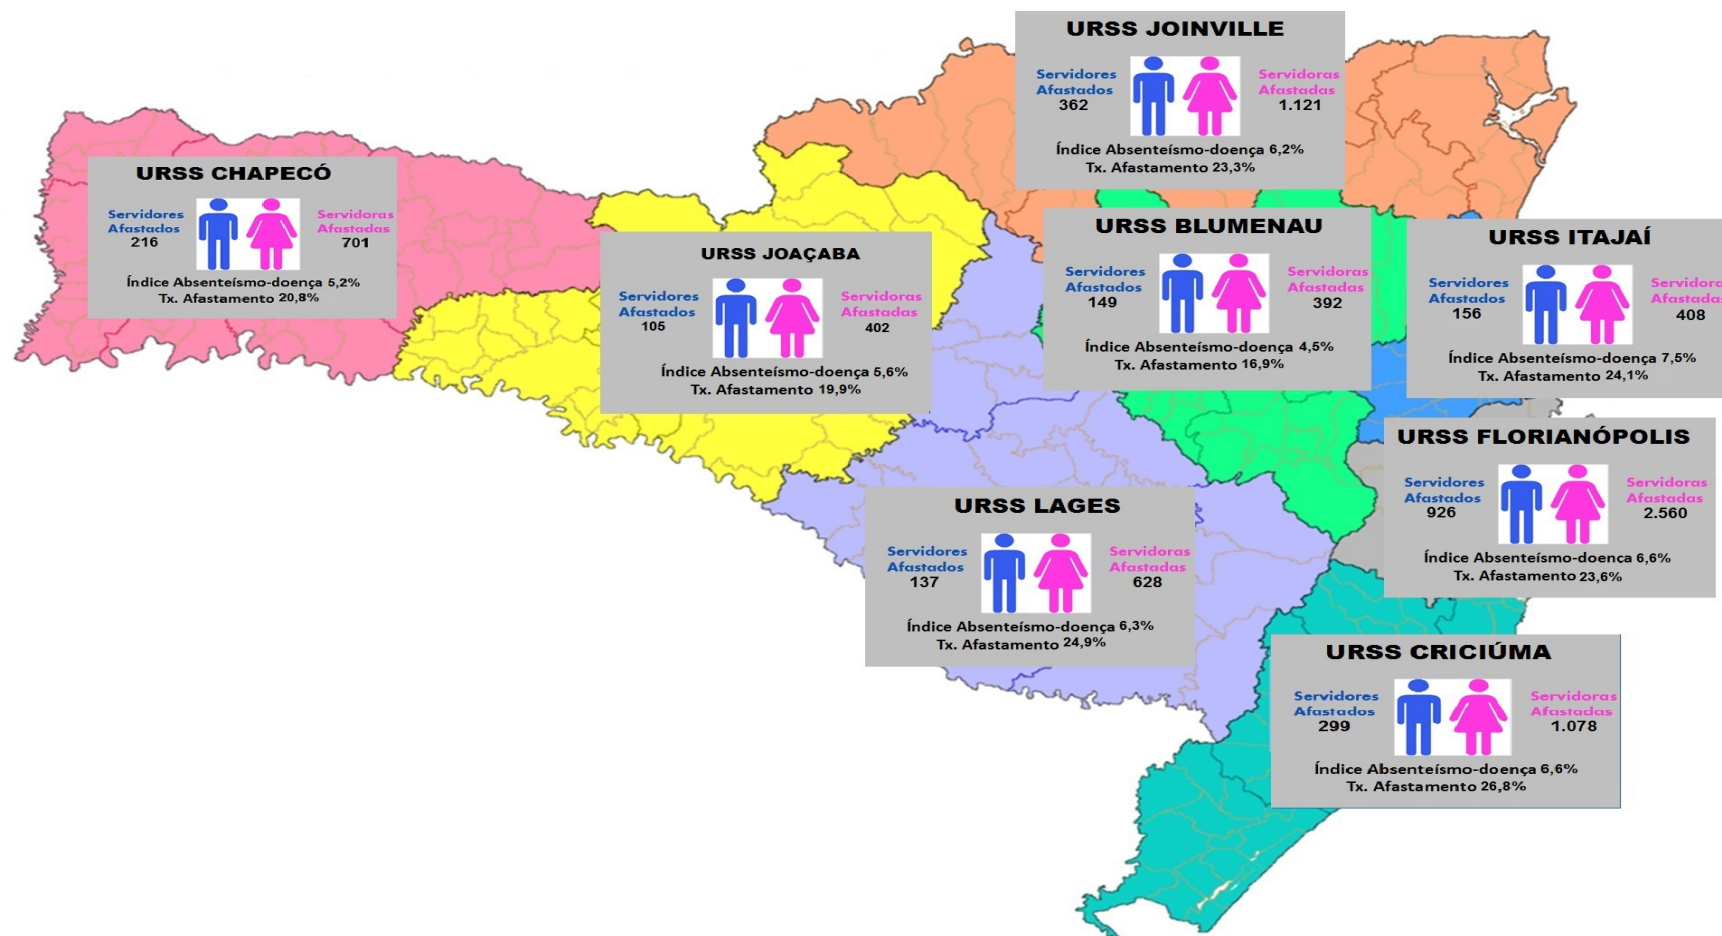 URSS JOINVILLE
Servidores
Afastados
362
Servidoras
Afastadas
1.121
Índice Absenteísmo-doença 6,2%
Tx. Afastamento 23,3%
URSS CHAPECÓ
Servidores
Afastados
216
Servidoras
Afastadas
701
Índice Absenteísmo-doença 5,2%
Tx. Afastamento 20,8%
URSS JOAÇABA
Servidores
Afastados
105
Servidoras
Afastadas
402
Índice Absenteísmo-doença 5,6%
Tx. Afastamento 19,9%
URSS BLUMENAU
Servidores
Afastados
149
Servidoras
Afastadas
392
Índice Absenteísmo-doença 4,5%
Tx. Afastamento 16,9%
URSS ITAJAÍ
Servidores
Afastados
156
Servidoras
Afastadas
408
Índice Absenteísmo-doença 7,5%
Tx. Afastamento 24,1%
URSS FLORIANÓPOLIS
Servidores
Afastados
926
Servidoras
Afastadas
2.560
Índice Absenteísmo-doença 6,6%
Tx. Afastamento 23,6%
URSS LAGES
Servidores
Afastados
137
Servidoras
Afastadas
628
Índice Absenteísmo-doença 6,3%
Tx. Afastamento 24,9%
URSS CRICIÚMA
Servidores
Afastados
299
Servidoras
Afastadas
1.078
Índice Absenteísmo-doença 6,6%
Tx. Afastamento 26,8%